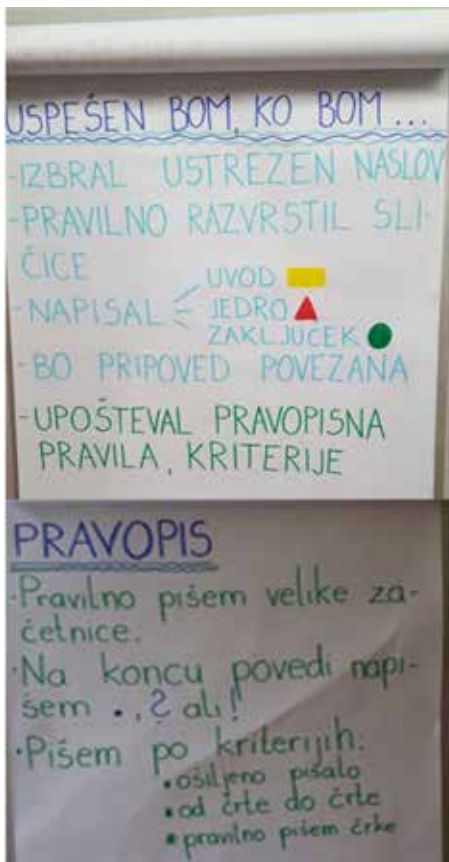 USPEŠEN BOM, KO BOM...
-IZBRAL USTREZEN NASLOV
-PRAVILNO RAZVRSTIL SLI-
ČICE
UVOD
-NAPISAL JEDRO
ZAKLJUČEK
-BO PRIPOVED POVEZANA
-UPOŠTEVAL PRAVOPISNA
PRAVILA, KRITERIJE
PRAVOPIS
•Pravilno pišem velike za-
četnice.
•Na koncu povedi napi-
šem ., ? ali !
•Pišem po kriterijih:
•ošiljeno pisalo
•od črte do črte
•pravilno pišem črke